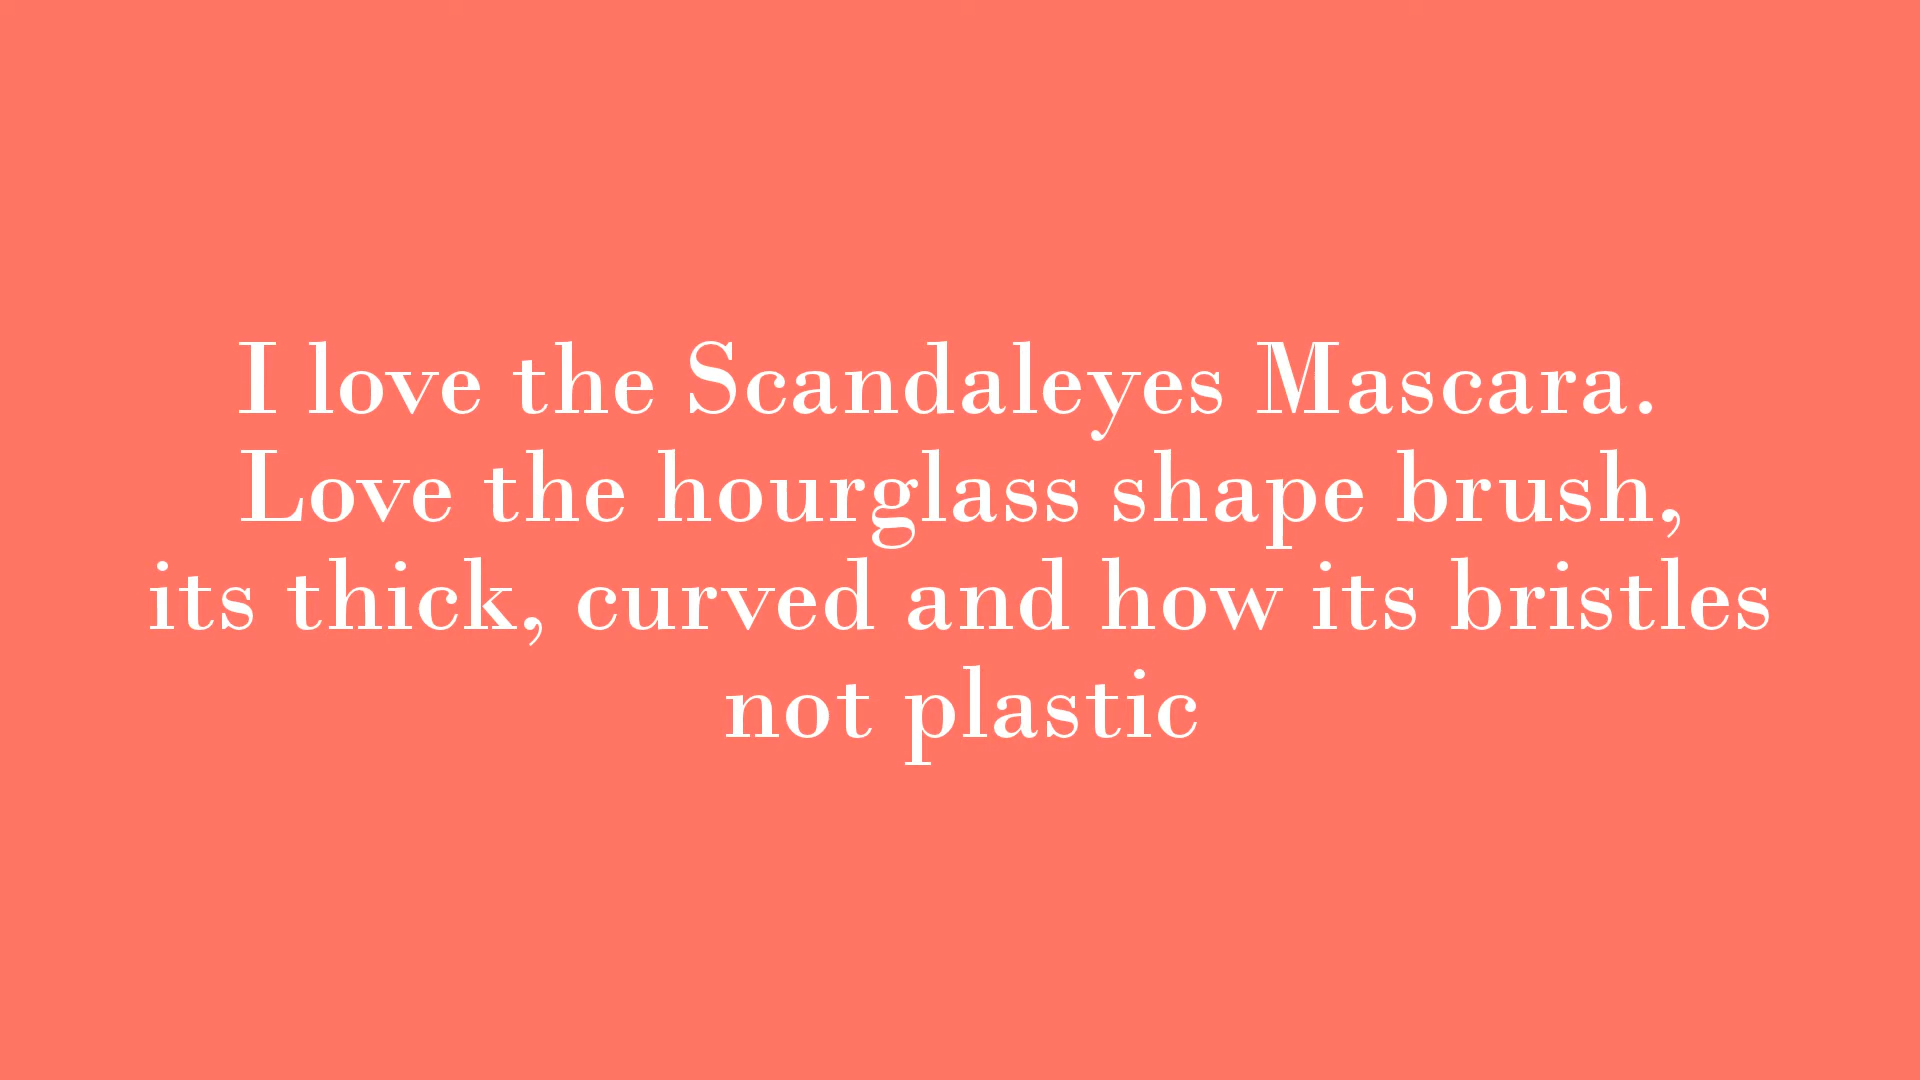 I love the Scandaleyes Mascara.
Love the hourglass shape brush,
its thick, curved and how its bristles
not plastic